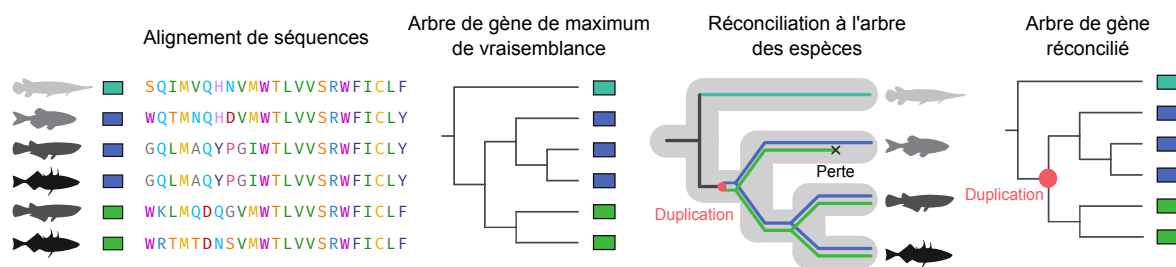 Alignement de séquences
Arbre de gène de maximum
de vraisemblance
Réconciliation à l'arbre
des espèces
Arbre de gène
réconcilié
SQIMVQHNVMWTLVVSRWFICLF
WQTMNQHDVMWTLVVSRWFICLY
GQLMAQYPGIWTLVVSRWFICLY
GQLMAQYPGIWTLVVSRWFICLY
WKLMQDQGVMWTLVVSRWFICLF
WRTMTDNSVMWTLVVSRWFICLF
Perte
Duplication
Duplication